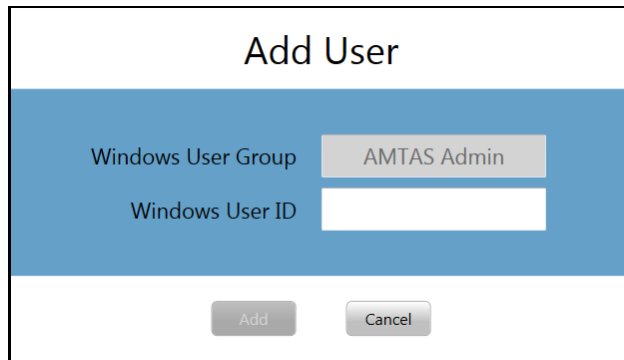 Add User
Windows User Group AMTAS Admin
Windows User ID
Add Cancel